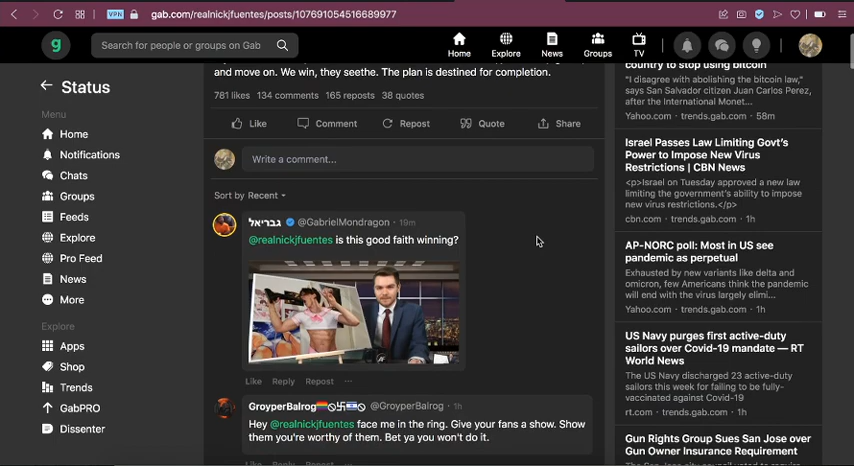 VPN
gab.com/realnickjfuentes/posts/107691054516689977
g
Search for people or groups on Gab
Home
Explore
News
Groups
TV
Status
Menu
Home
Notifications
Chats
Groups
Feeds
Explore
Pro Feed
News
More
Explore
Apps
Shop
Trends
GabPRO
Dissenter
and move on. We win, they seethe. The plan is destined for completion.
781 likes 134 comments 165 reposts 38 quotes
Like Comment Repost Quote Share
Write a comment...
Sort by Recent
גבריאל @GabrielMondragon · 19m
@realnickjfuentes is this good faith winning?
Like Reply Repost ...
GroyperBalrog @GroyperBalrog · 1h
Hey @realnickjfuentes face me in the ring. Give your fans a show. Show
them you're worthy of them. Bet ya you won't do it.
Like Reply Repost
country to stop using bitcoin
"I disagree with abolishing the bitcoin law,"
says San Salvador citizen Juan Carlos Perez,
after the International Monet...
Yahoo.com · trends.gab.com · 58m
Israel Passes Law Limiting Govt's
Power to Impose New Virus
Restrictions | CBN News
<p>Israel on Tuesday approved a new law
limiting the government's ability to impose
new virus restrictions.</p>
cbn.com · trends.gab.com · 1h
AP-NORC poll: Most in US see
pandemic as perpetual
Exhausted by new variants like delta and
omicron, few Americans think the pandemic
will end with the virus largely elimi...
Yahoo.com · trends.gab.com · 1h
US Navy purges first active-duty
sailors over Covid-19 mandate — RT
World News
The US Navy discharged 23 active-duty
sailors this week for failing to be fully-
vaccinated against Covid
rt.com · trends.gab.com · 1h
Gun Rights Group Sues San Jose over
Gun Owner Insurance Requirement